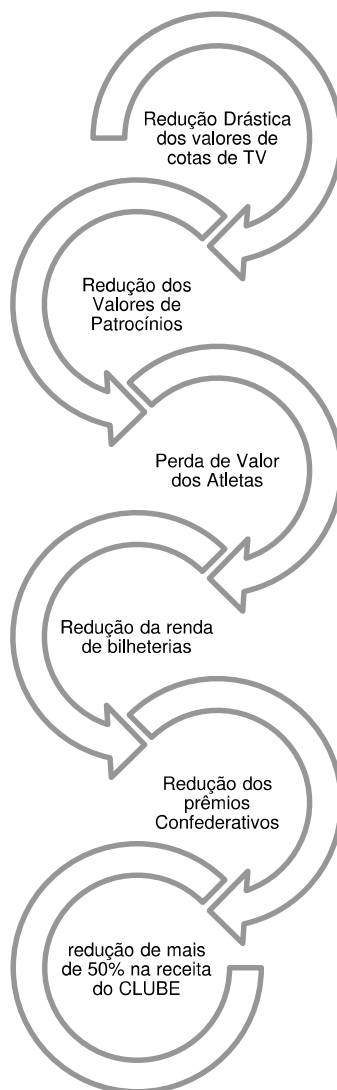 Redução Drástica
dos valores de
cotas de TV
Redução dos
Valores de
Patrocínios
Perda de Valor
dos Atletas
Redução da renda
de bilheterias
Redução dos
prêmios
Confederativos
redução de mais
de 50% na receita
do CLUBE